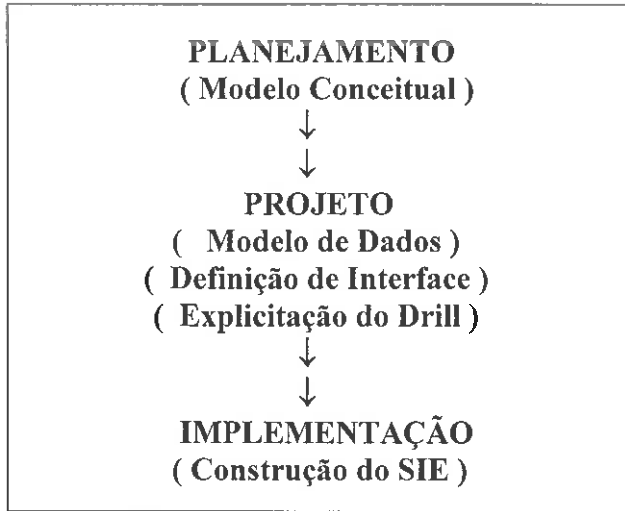 PLANEJAMENTO
( Modelo Conceitual )
↓
↓
PROJETO
( Modelo de Dados )
( Definição de Interface )
( Explicitação do Drill )
↓
↓
IMPLEMENTAÇÃO
( Construção do SIE )